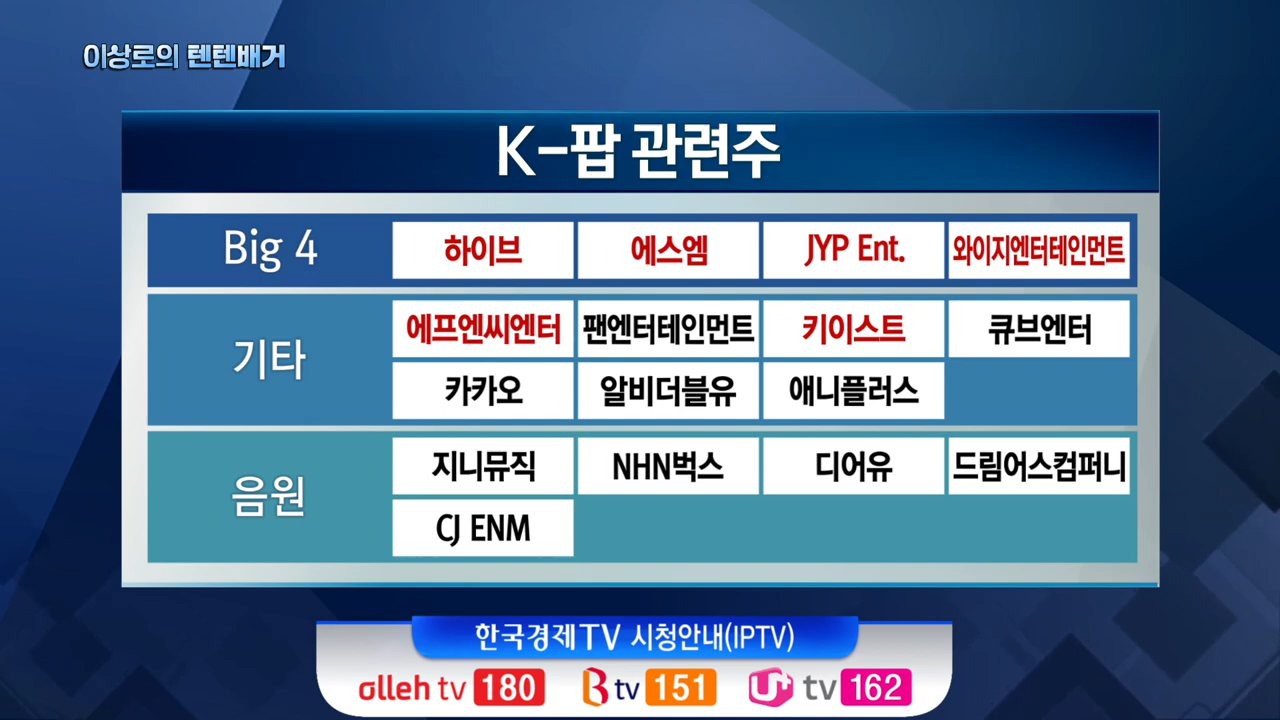 이상로의 텐텐배거
K-팝 관련주
Big 4 하이브 에스엠 JYP Ent. 와이지엔터테인먼트
기타 에프엔씨엔터 팬엔터테인먼트 키이스트 큐브엔터
카카오 알비더블유 애니플러스
음원 지니뮤직 NHN벅스 디어유 드림어스컴퍼니
CJ ENM
한국경제TV 시청안내(IPTV)
olleh tv 180 B tv 151 U+ tv 162